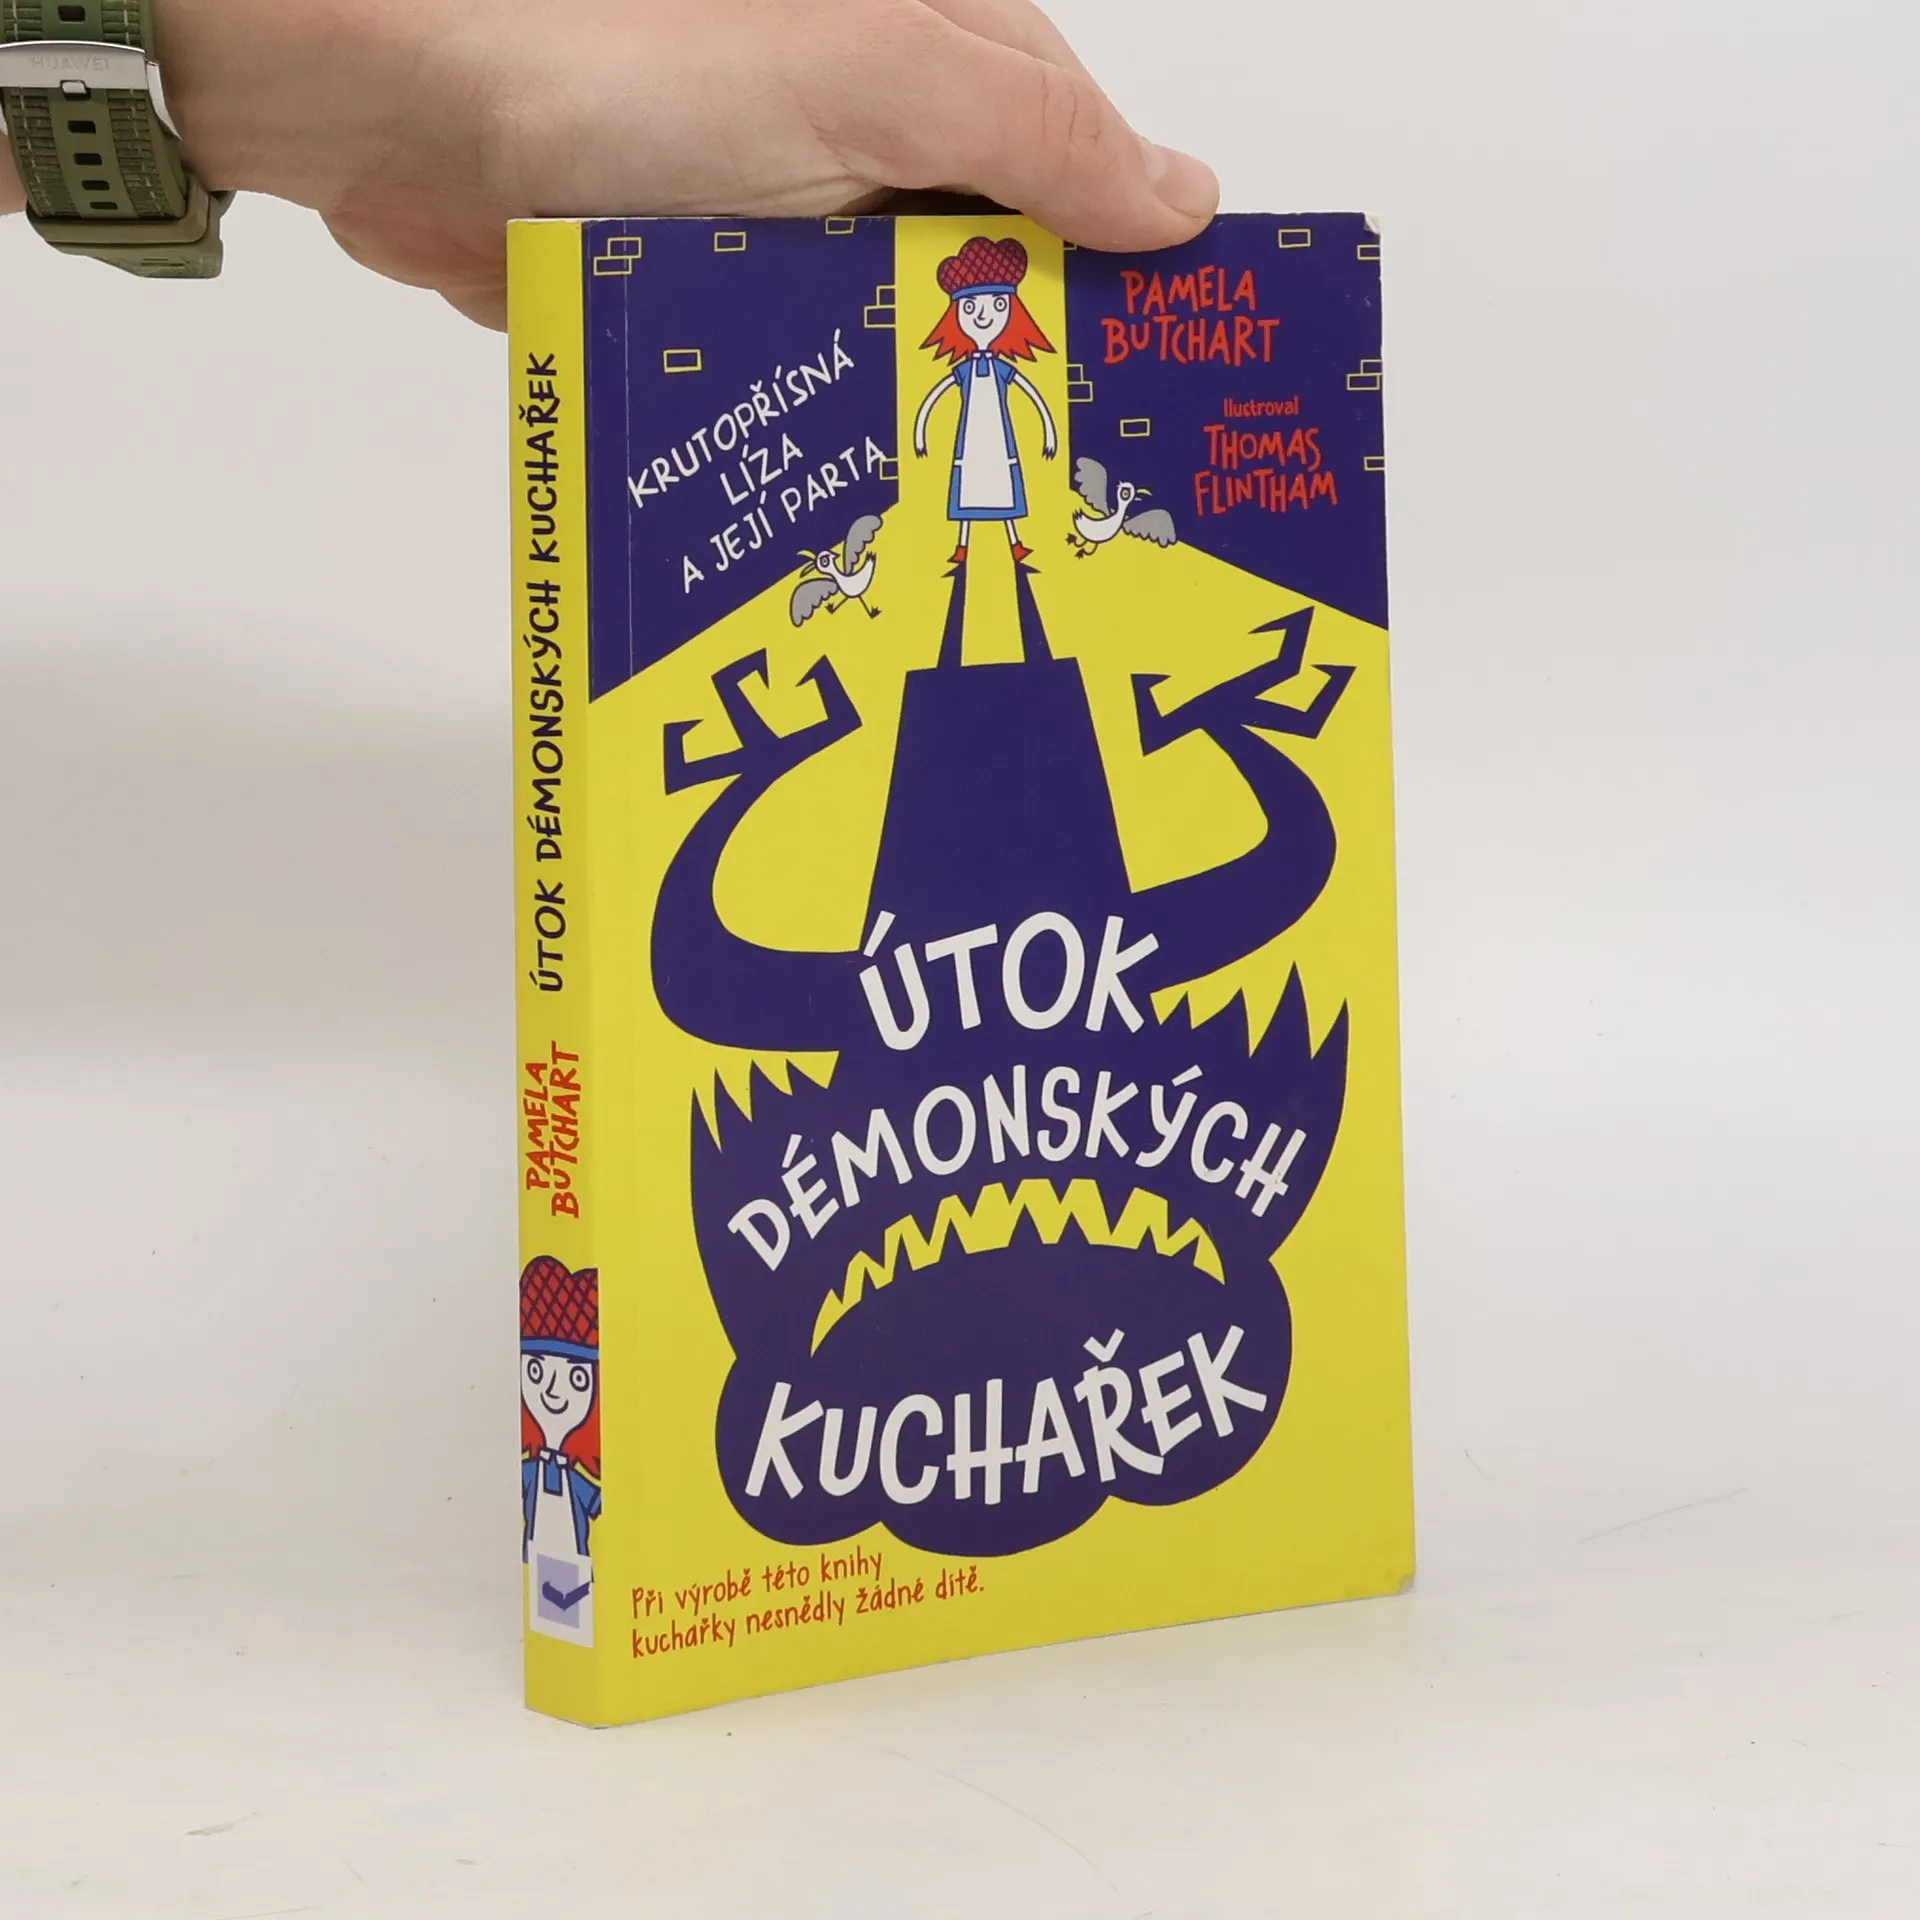 HUAWEI
KRUTOPŘÍSNÁ
LÍZA
A JEJÍ PARTA
PAMELA
BUTCHART
Ilustroval
THOMAS
FLINTHAM
ÚTOK
DÉMONSKÝCH
KUCHAŘEK
Při výrobě této knihy
kuchařky nesnědly žádné dítě.
ÚTOK DÉMONSKÝCH KUCHAŘEK
PAMELA
BUTCHART